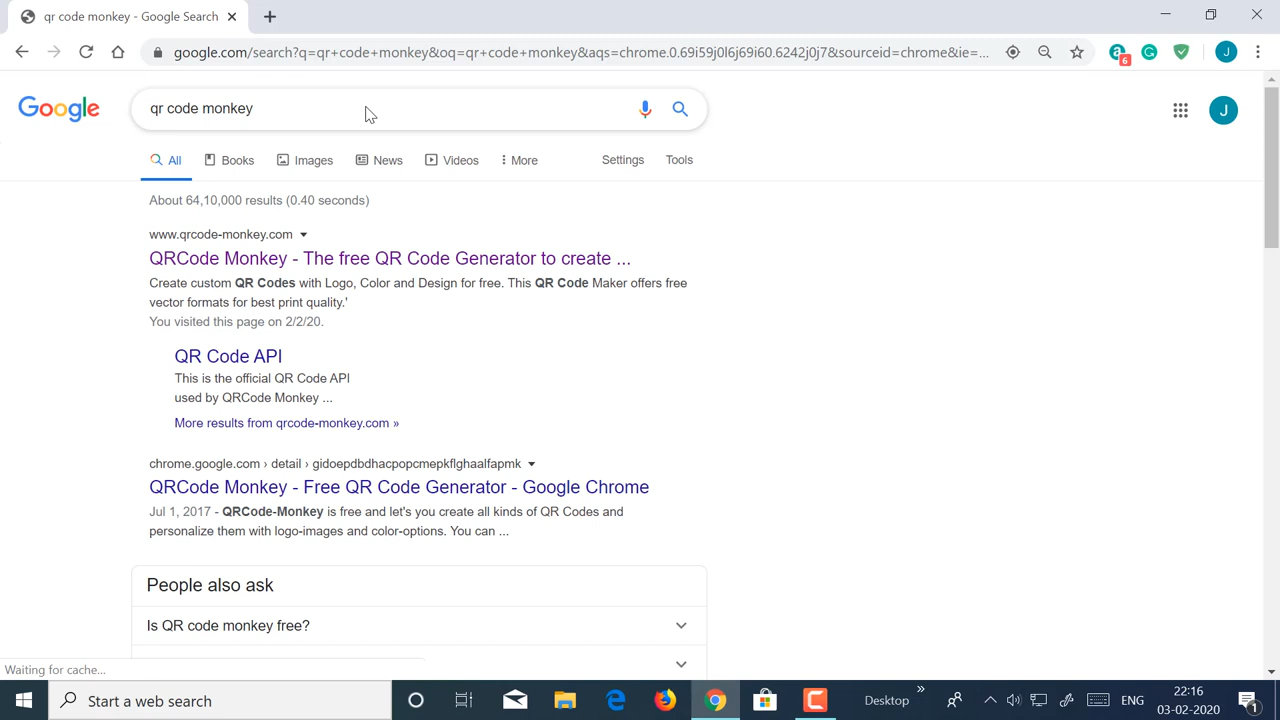 qr code monkey - Google Search
google.com/search?q=qr+code+monkey&oq=qr+code+monkey&aqs=chrome.0.69i59j0l6j69i60.6242j0j7&sourceid=chrome&ie=...
6
J
Google
qr code monkey
J
All Books Images News Videos More Settings Tools
About 64,10,000 results (0.40 seconds)
www.qrcode-monkey.com
QRCode Monkey - The free QR Code Generator to create ...
Create custom QR Codes with Logo, Color and Design for free. This QR Code Maker offers free
vector formats for best print quality.'
You visited this page on 2/2/20.
QR Code API
This is the official QR Code API
used by QRCode Monkey ...
More results from qrcode-monkey.com »
chrome.google.com › detail › gidoepdbdhacpopcmepkflghaalfapmk
QRCode Monkey - Free QR Code Generator - Google Chrome
Jul 1, 2017 - QRCode-Monkey is free and let's you create all kinds of QR Codes and
personalize them with logo-images and color-options. You can ...
People also ask
Is QR code monkey free?
Waiting for cache...
Start a web search
Desktop
»
ENG
22:16
03-02-2020
1